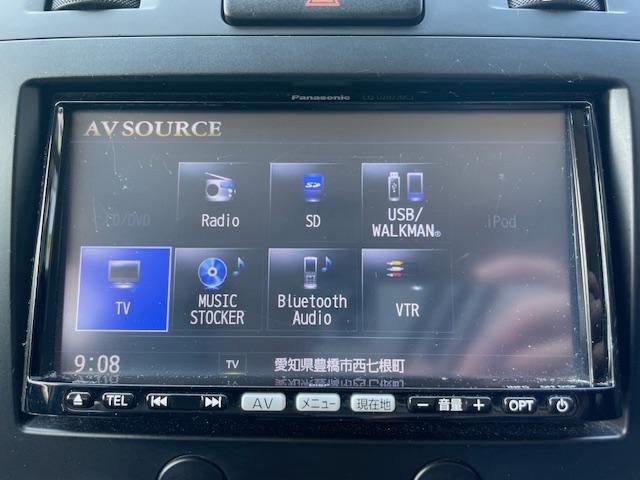 Panasonic
AV SOURCE
CD/DVD
Radio
SD
USB/
WALKMAN®
iPod
TV
MUSIC
STOCKER
Bluetooth
Audio
VTR
9:08
TV
愛知県豊橋市西七根町
TEL
AV
メニュー
現在地
− 音量 +
OPT